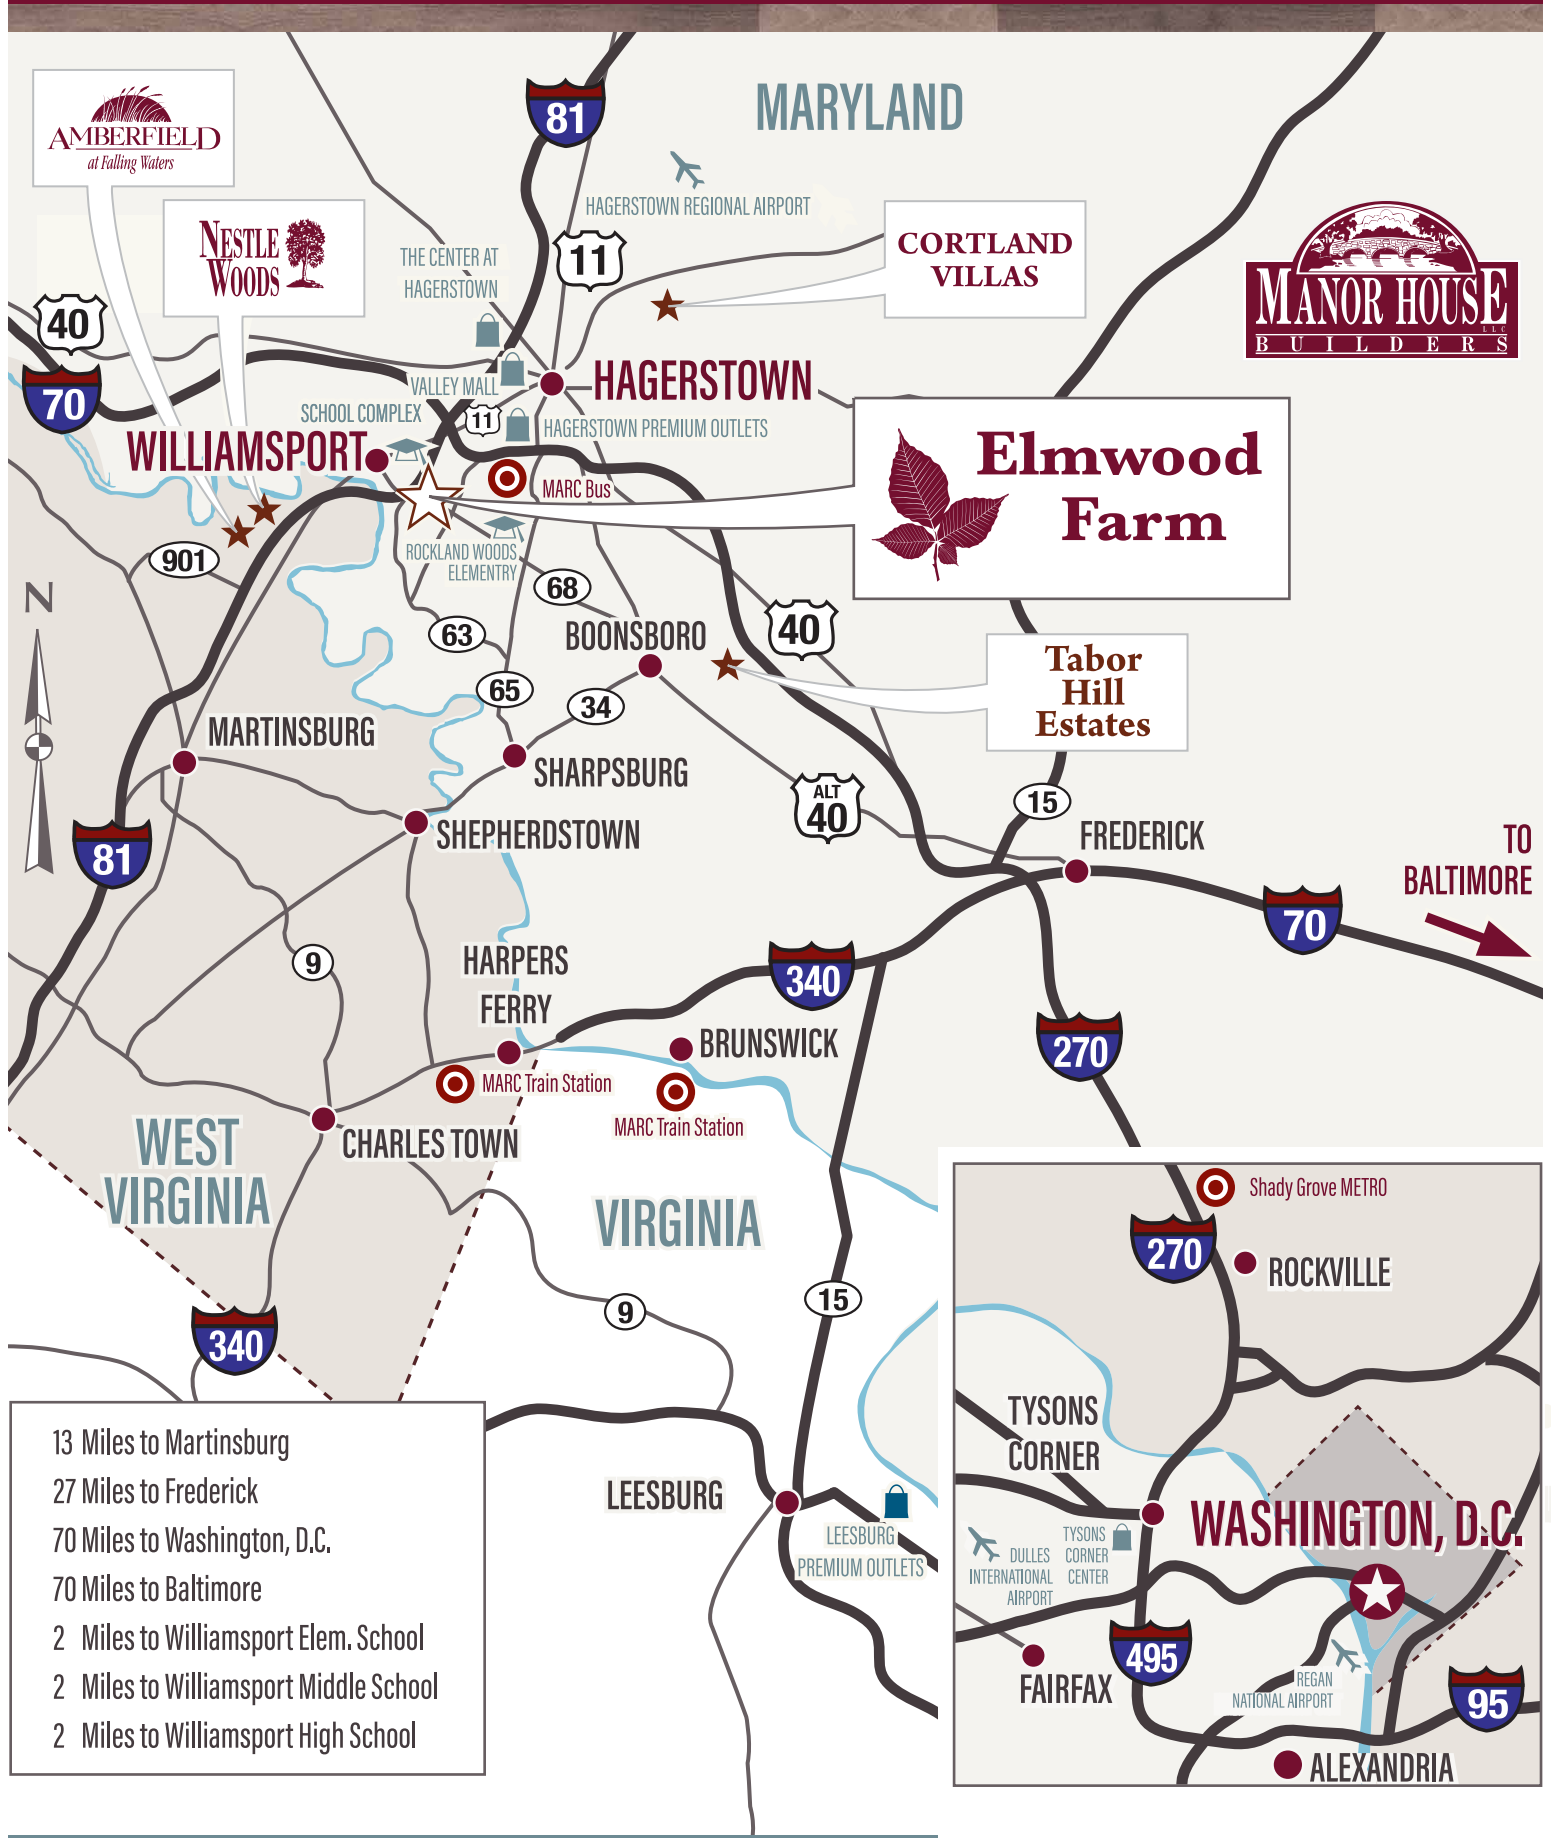 MARYLAND
81
AMBERFIELD
at Falling Waters
HAGERSTOWN REGIONAL AIRPORT
NESTLE
WOODS
THE CENTER AT
HAGERSTOWN
11
CORTLAND
VILLAS
MANOR HOUSE
LLC
BUILDERS
40
70
VALLEY MALL
HAGERSTOWN
SCHOOL COMPLEX
11
HAGERSTOWN PREMIUM OUTLETS
WILLIAMSPORT
MARC Bus
Elmwood
Farm
901
ROCKLAND WOODS
ELEMENTRY
N
68
63
BOONSBORO
40
65
34
Tabor
Hill
Estates
MARTINSBURG
SHARPSBURG
ALT
40
15
SHEPHERDSTOWN
FREDERICK
81
TO
BALTIMORE
70
9
HARPERS
FERRY
340
BRUNSWICK
270
MARC Train Station
MARC Train Station
WEST
VIRGINIA
CHARLES TOWN
VIRGINIA
15
9
340
Shady Grove METRO
270
ROCKVILLE
TYSONS
CORNER
WASHINGTON, D.C.
DULLES
INTERNATIONAL
AIRPORT
TYSONS
CORNER
CENTER
495
FAIRFAX
REGAN
NATIONAL AIRPORT
95
ALEXANDRIA
LEESBURG
LEESBURG
PREMIUM OUTLETS
13 Miles to Martinsburg
27 Miles to Frederick
70 Miles to Washington, D.C.
70 Miles to Baltimore
2 Miles to Williamsport Elem. School
2 Miles to Williamsport Middle School
2 Miles to Williamsport High School